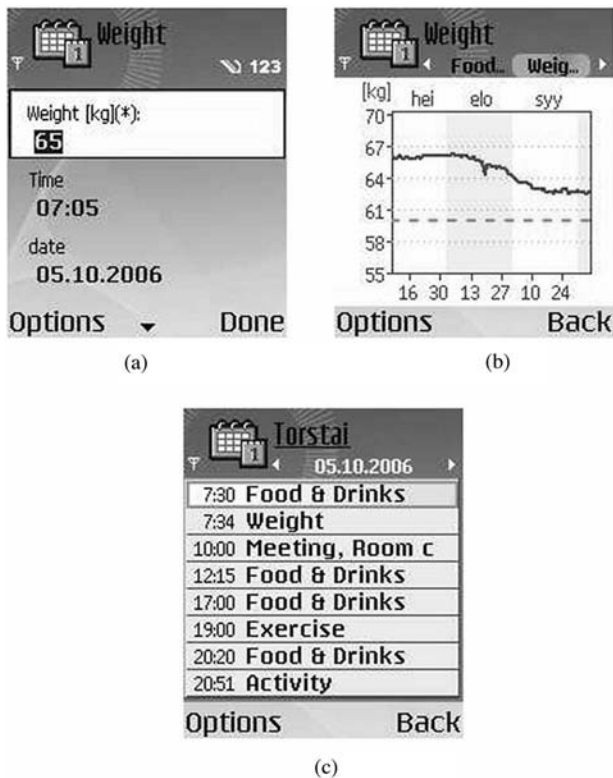 Weight
123
Weight [kg](*):
65
Time
07:05
date
05.10.2006
Options Done
(a)
Weight
Food... Weig...
[kg] hei elo syy
70
67
64
61
58
55
16 30 13 27 10 24
Options Back
(b)
Torstai
05.10.2006
7:30 Food & Drinks
7:34 Weight
10:00 Meeting, Room c
12:15 Food & Drinks
17:00 Food & Drinks
19:00 Exercise
20:20 Food & Drinks
20:51 Activity
Options Back
(c)